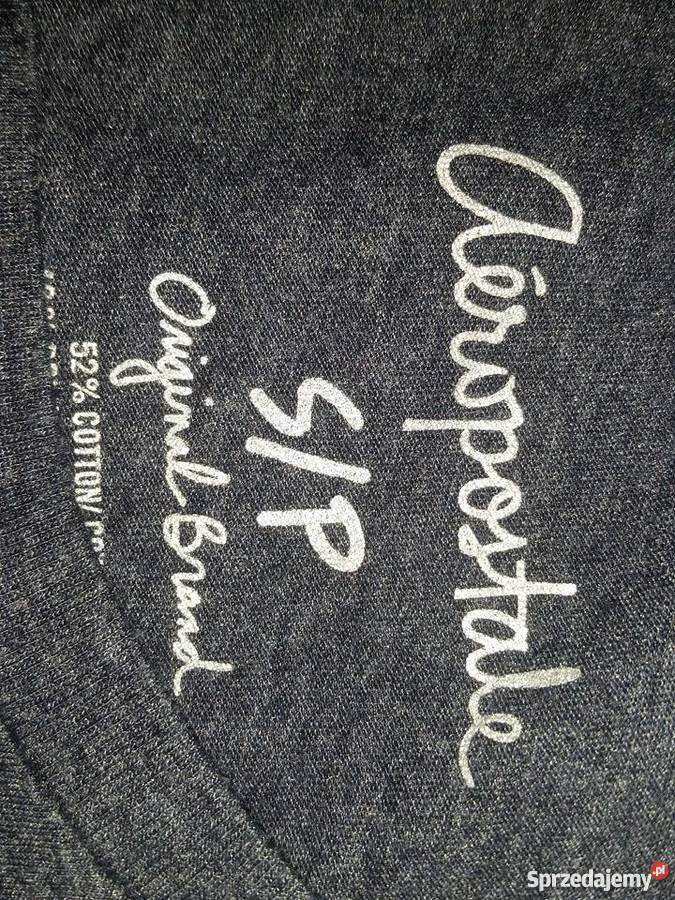 Aéropostale
S/P
Original Brand
52% COTTON/
Sprzedajemy.pl